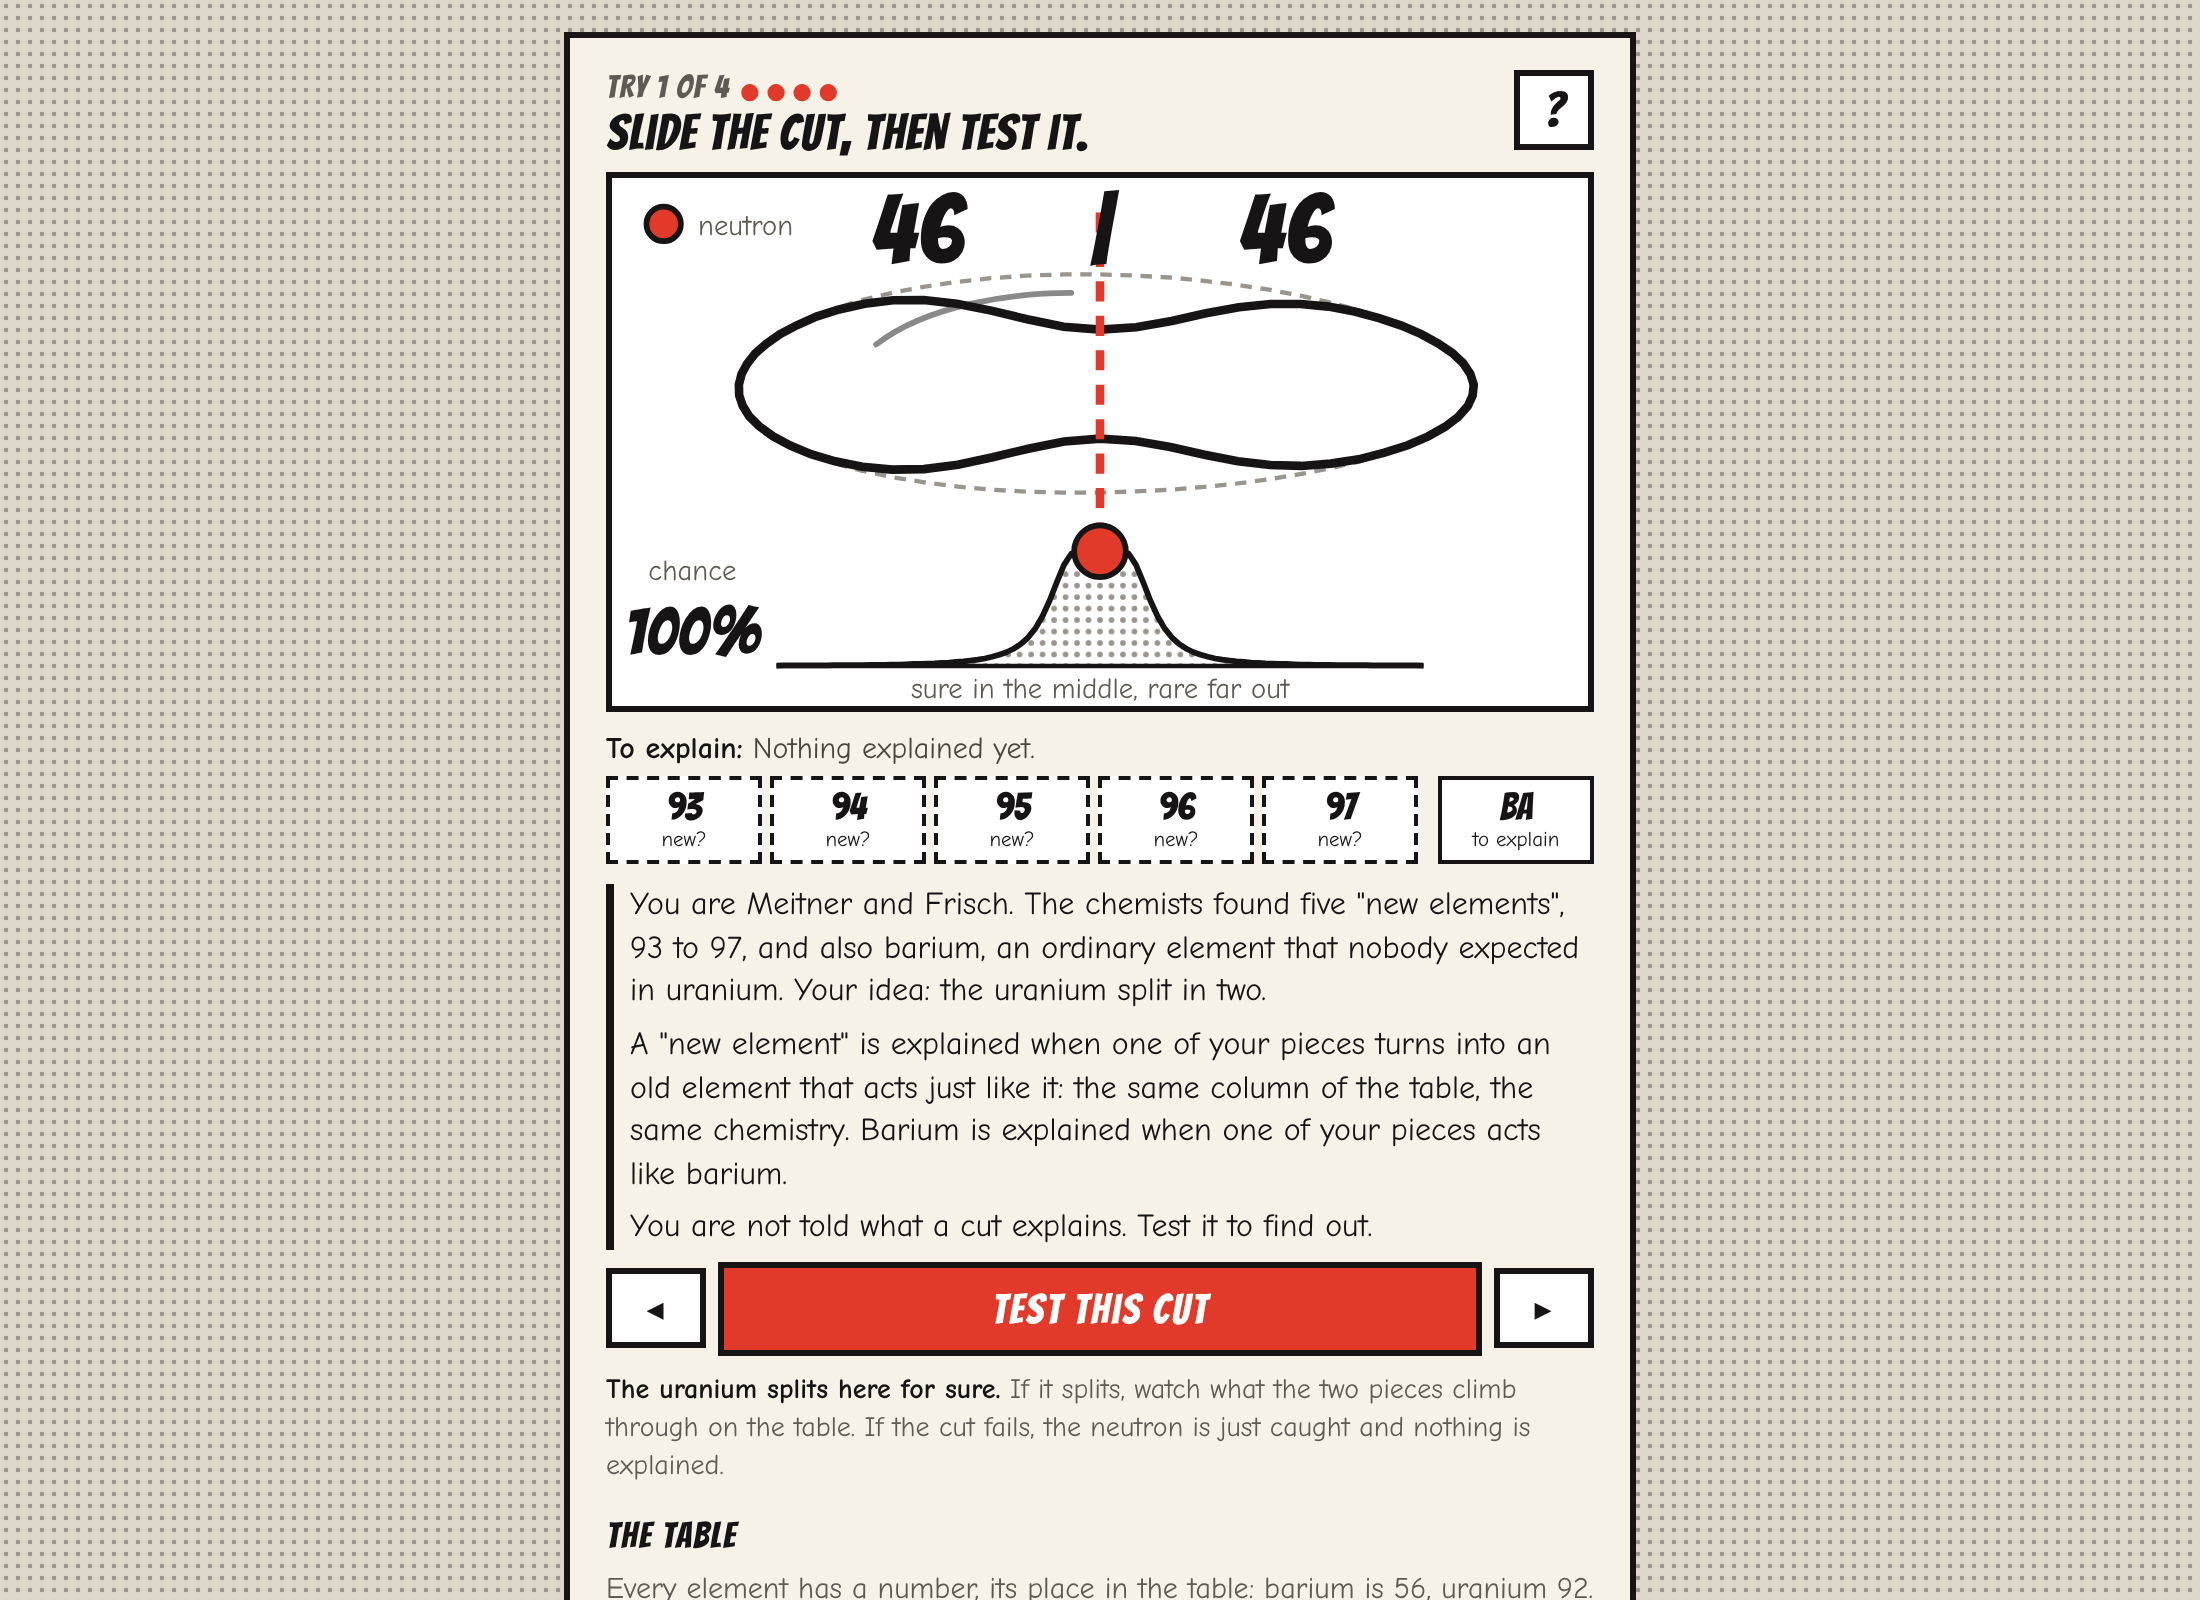 TRY 1 OF 4
SLIDE THE CUT, THEN TEST IT.
?
neutron
46 / 46
chance
100%
sure in the middle, rare far out
To explain: Nothing explained yet.
93 94 95 96 97 BA
new? new? new? new? new? to explain
You are Meitner and Frisch. The chemists found five "new elements",
93 to 97, and also barium, an ordinary element that nobody expected
in uranium. Your idea: the uranium split in two.
A "new element" is explained when one of your pieces turns into an
old element that acts just like it: the same column of the table, the
same chemistry. Barium is explained when one of your pieces acts
like barium.
You are not told what a cut explains. Test it to find out.
◄ TEST THIS CUT ►
The uranium splits here for sure. If it splits, watch what the two pieces climb
through on the table. If the cut fails, the neutron is just caught and nothing is
explained.
THE TABLE
Every element has a number, its place in the table: barium is 56, uranium 92.